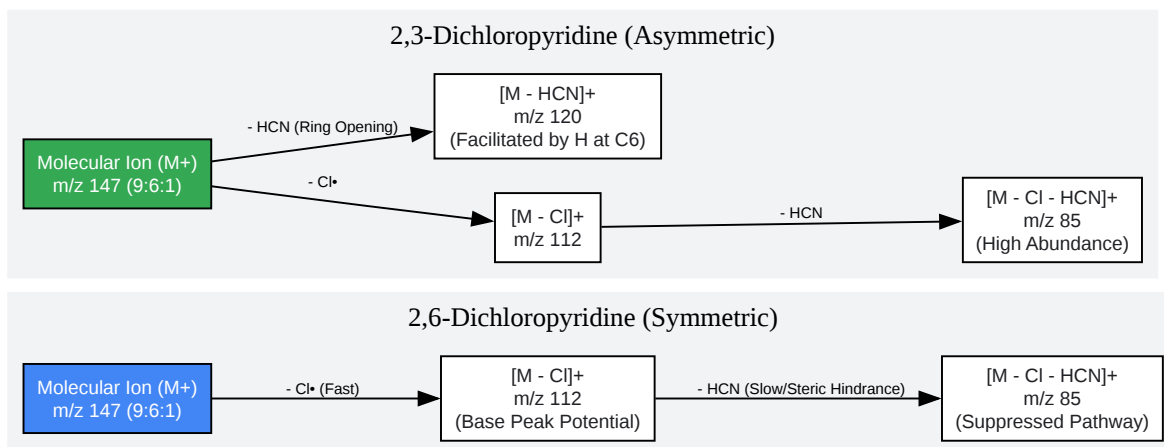 2,3-Dichloropyridine (Asymmetric)
[M - HCN]+
m/z 120
(Facilitated by H at C6)
- HCN (Ring Opening)
Molecular Ion (M+)
m/z 147 (9:6:1)
- Cl•
[M - Cl]+
m/z 112
- HCN
[M - Cl - HCN]+
m/z 85
(High Abundance)
2,6-Dichloropyridine (Symmetric)
Molecular Ion (M+)
m/z 147 (9:6:1)
- Cl• (Fast)
[M - Cl]+
m/z 112
(Base Peak Potential)
- HCN (Slow/Steric Hindrance)
[M - Cl - HCN]+
m/z 85
(Suppressed Pathway)